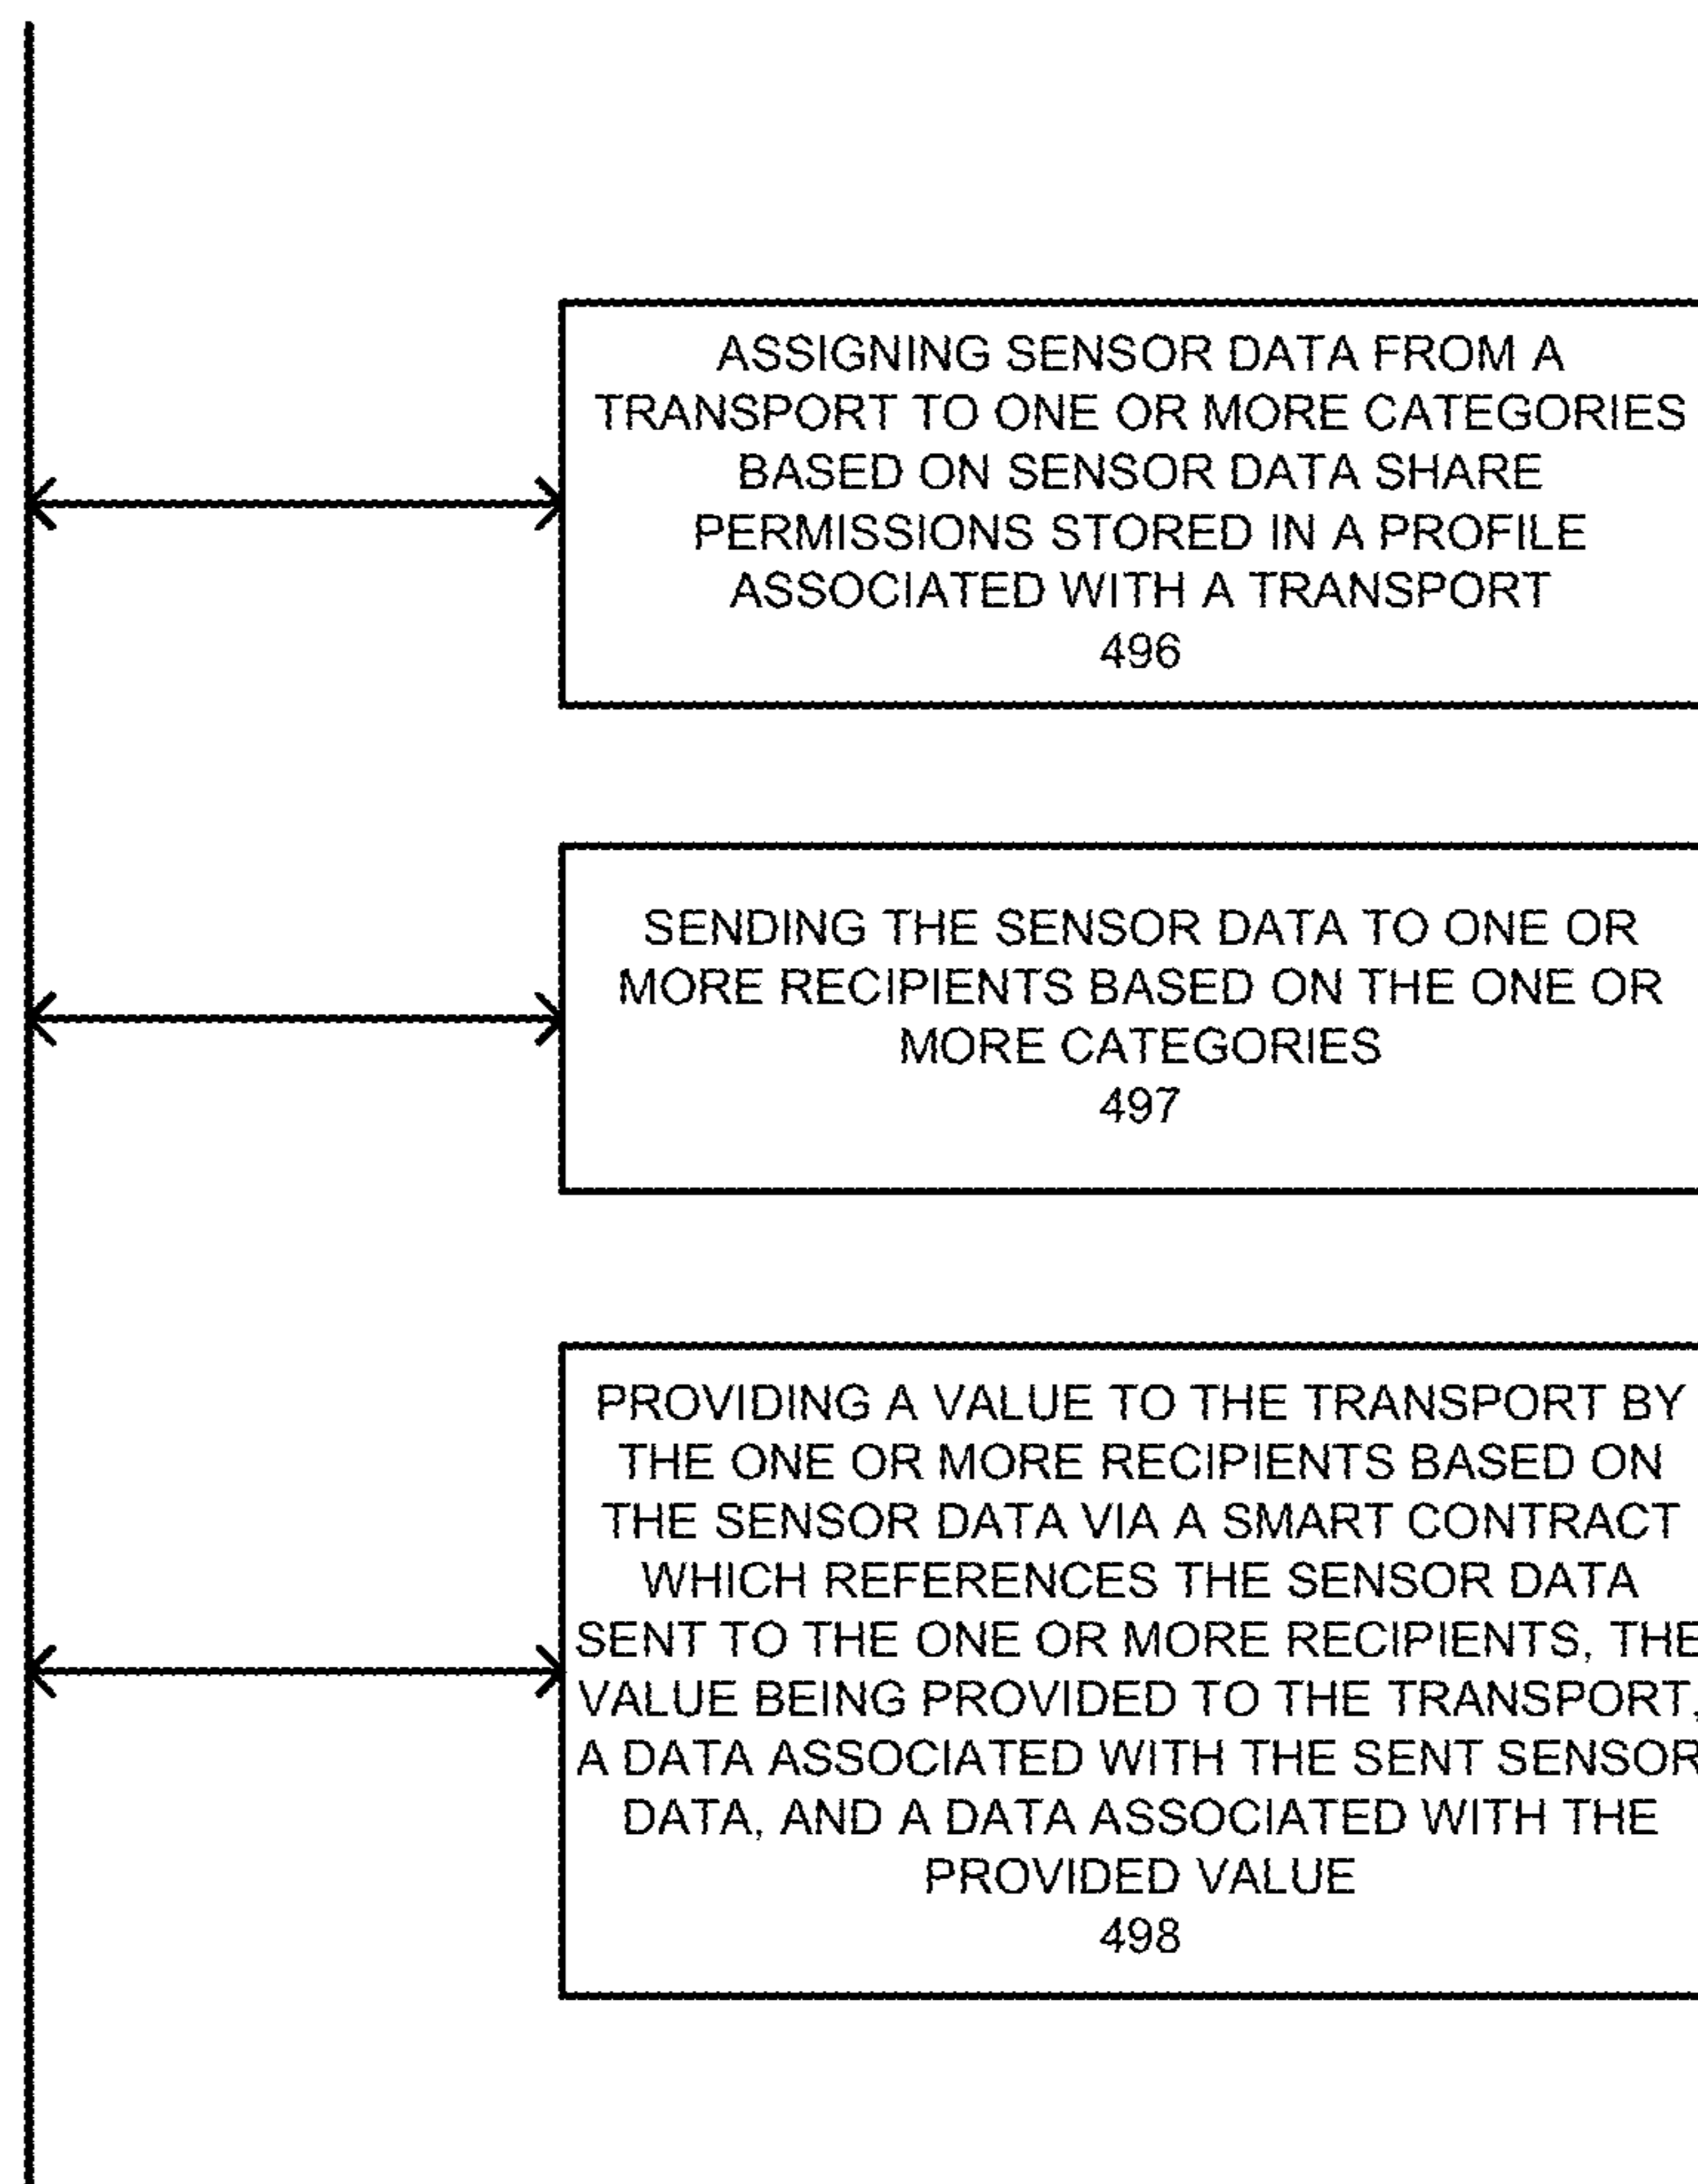 ASSIGNING SENSOR DATA FROM A
TRANSPORT TO ONE OR MORE CATEGORIES
BASED ON SENSOR DATA SHARE
PERMISSIONS STORED IN A PROFILE
ASSOCIATED WITH A TRANSPORT
496
SENDING THE SENSOR DATA TO ONE OR
MORE RECIPIENTS BASED ON THE ONE OR
MORE CATEGORIES
497
PROVIDING A VALUE TO THE TRANSPORT BY
THE ONE OR MORE RECIPIENTS BASED ON
THE SENSOR DATA VIA A SMART CONTRACT
WHICH REFERENCES THE SENSOR DATA
SENT TO THE ONE OR MORE RECIPIENTS, THE
VALUE BEING PROVIDED TO THE TRANSPORT,
A DATA ASSOCIATED WITH THE SENT SENSOR
DATA, AND A DATA ASSOCIATED WITH THE
PROVIDED VALUE
498